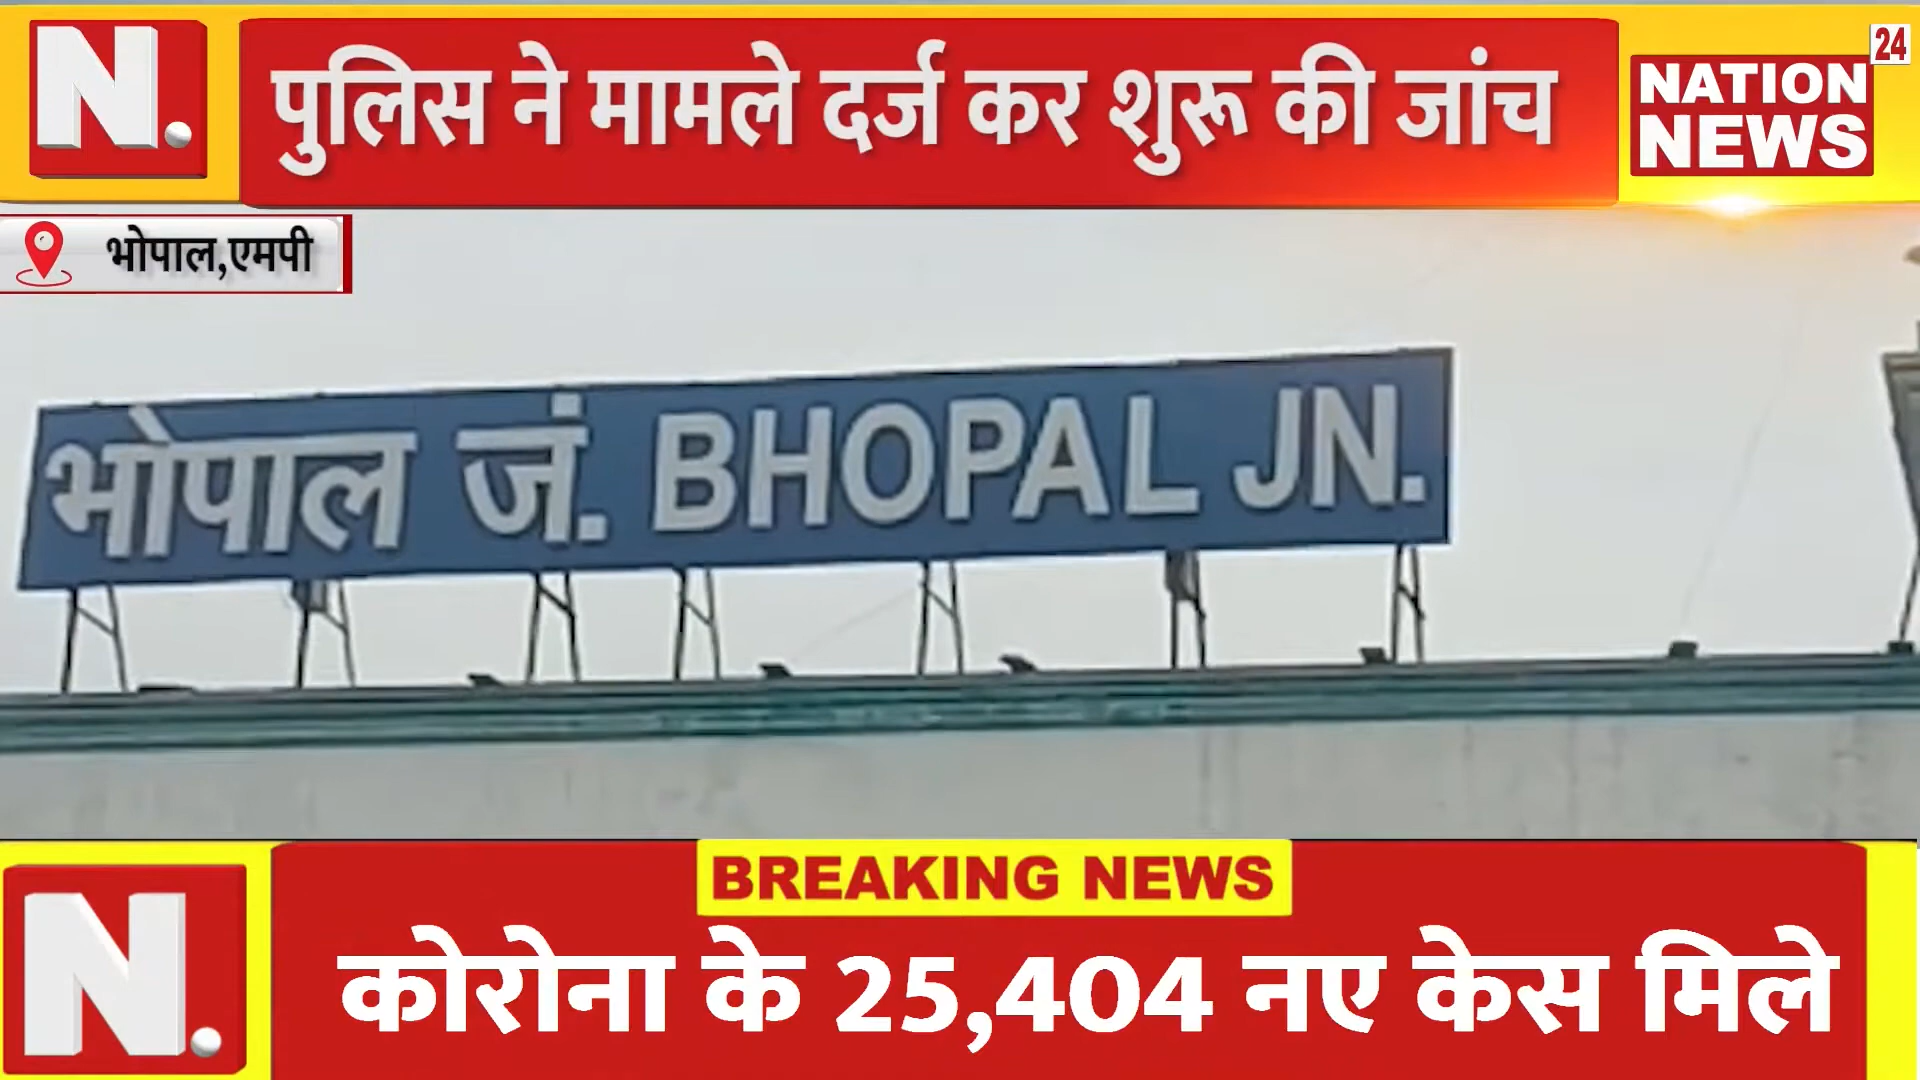 N.
पुलिस ने मामले दर्ज कर शुरू की जांच
24
NATION
NEWS
भोपाल,एमपी
भोपाल जं. BHOPAL JN.
BREAKING NEWS
N.
कोरोना के 25,404 नए केस मिले